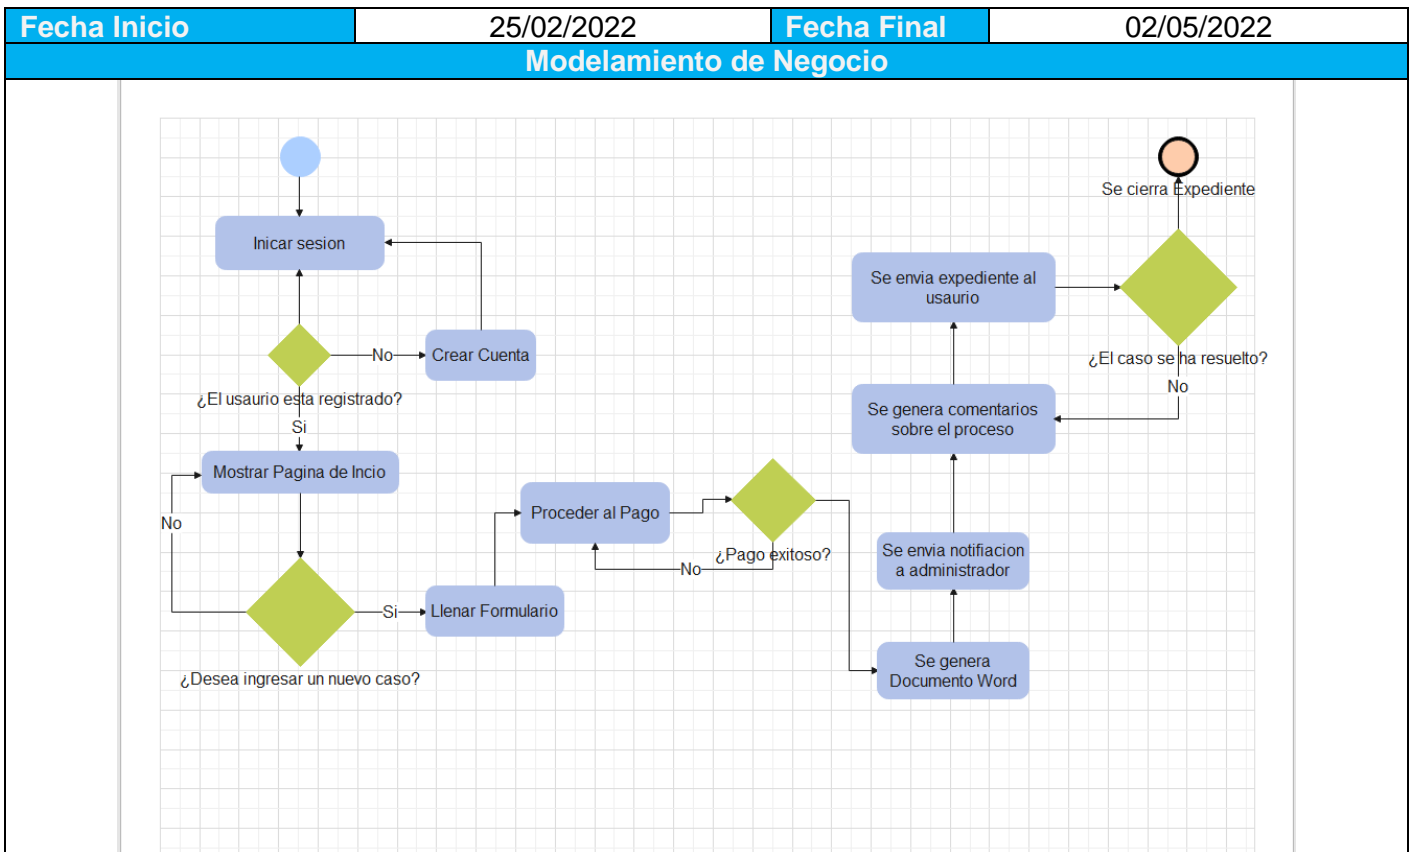 Fecha Inicio 25/02/2022 Fecha Final 02/05/2022
Modelamiento de Negocio
Inicar sesion
No
Crear Cuenta
¿El usaurio esta registrado?
Si
Mostrar Pagina de Incio
No
¿Desea ingresar un nuevo caso?
Si
Llenar Formulario
Proceder al Pago
¿Pago exitoso?
No
Se genera
Documento Word
Se envia notifiacion
a administrador
Se genera comentarios
sobre el proceso
Se envia expediente al
usaurio
¿El caso se ha resuelto?
No
Se cierra Expediente